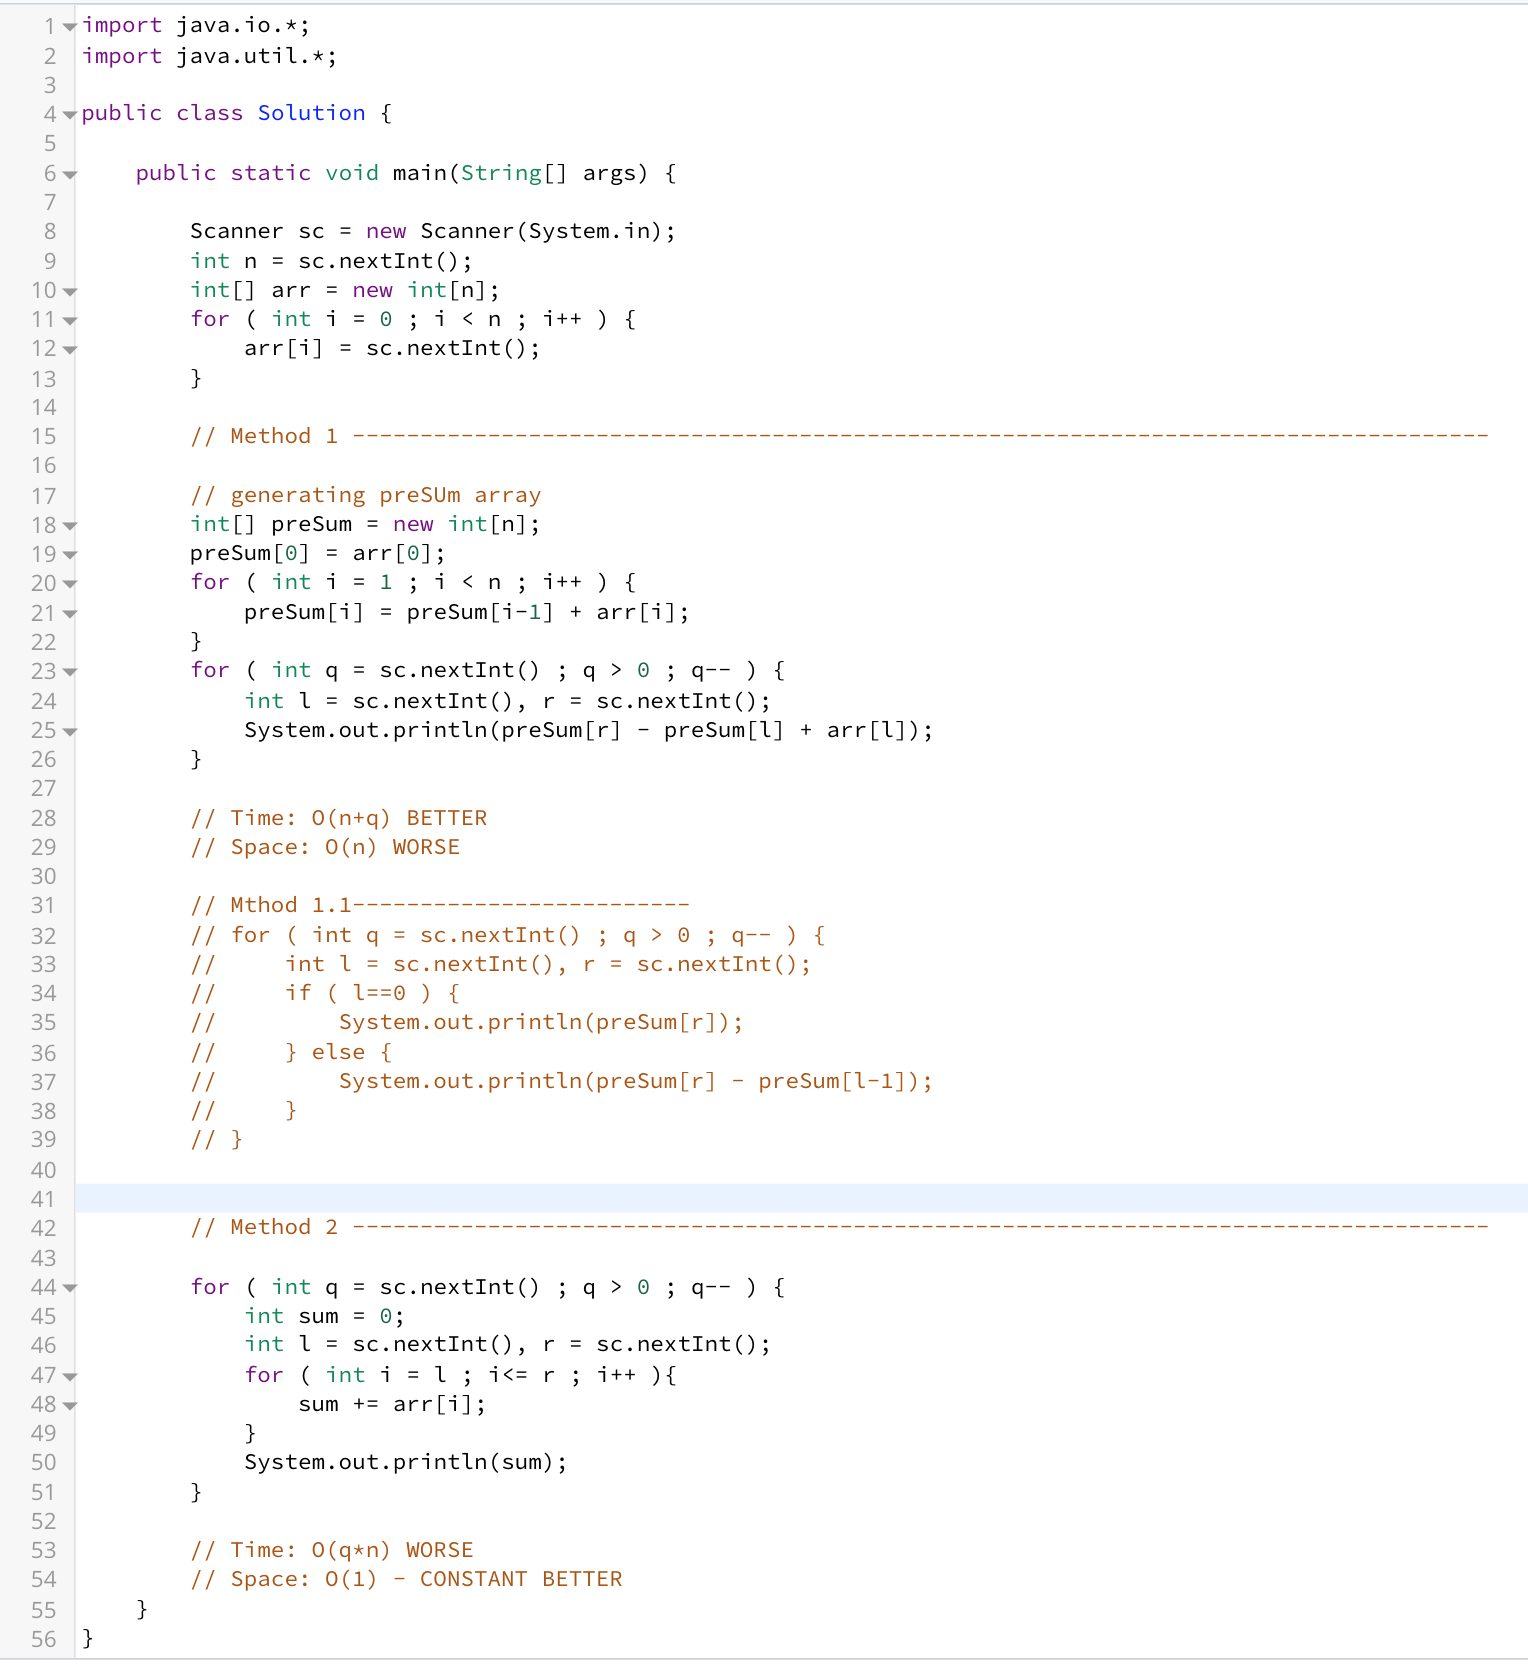 1 import java.io.*;
2 import java.util.*;
3
4 public class Solution {
5
6     public static void main(String[] args) {
7
8         Scanner sc = new Scanner(System.in);
9         int n = sc.nextInt();
10         int[] arr = new int[n];
11         for ( int i = 0 ; i < n ; i++ ) {
12             arr[i] = sc.nextInt();
13         }
14
15         // Method 1 ------------------------------------------------------------------------------------
16
17         // generating preSUm array
18         int[] preSum = new int[n];
19         preSum[0] = arr[0];
20         for ( int i = 1 ; i < n ; i++ ) {
21             preSum[i] = preSum[i-1] + arr[i];
22         }
23         for ( int q = sc.nextInt() ; q > 0 ; q-- ) {
24             int l = sc.nextInt(), r = sc.nextInt();
25             System.out.println(preSum[r] - preSum[l] + arr[l]);
26         }
27
28         // Time: O(n+q) BETTER
29         // Space: O(n) WORSE
30
31         // Mthod 1.1-------------------------
32         // for ( int q = sc.nextInt() ; q > 0 ; q-- ) {
33         //     int l = sc.nextInt(), r = sc.nextInt();
34         //     if ( l==0 ) {
35         //         System.out.println(preSum[r]);
36         //     } else {
37         //         System.out.println(preSum[r] - preSum[l-1]);
38         //     }
39         // }
40
41
42         // Method 2 ------------------------------------------------------------------------------------
43
44         for ( int q = sc.nextInt() ; q > 0 ; q-- ) {
45             int sum = 0;
46             int l = sc.nextInt(), r = sc.nextInt();
47             for ( int i = l ; i<= r ; i++ ){
48                 sum += arr[i];
49             }
50             System.out.println(sum);
51         }
52
53         // Time: O(q*n) WORSE
54         // Space: O(1) - CONSTANT BETTER
55     }
56 }